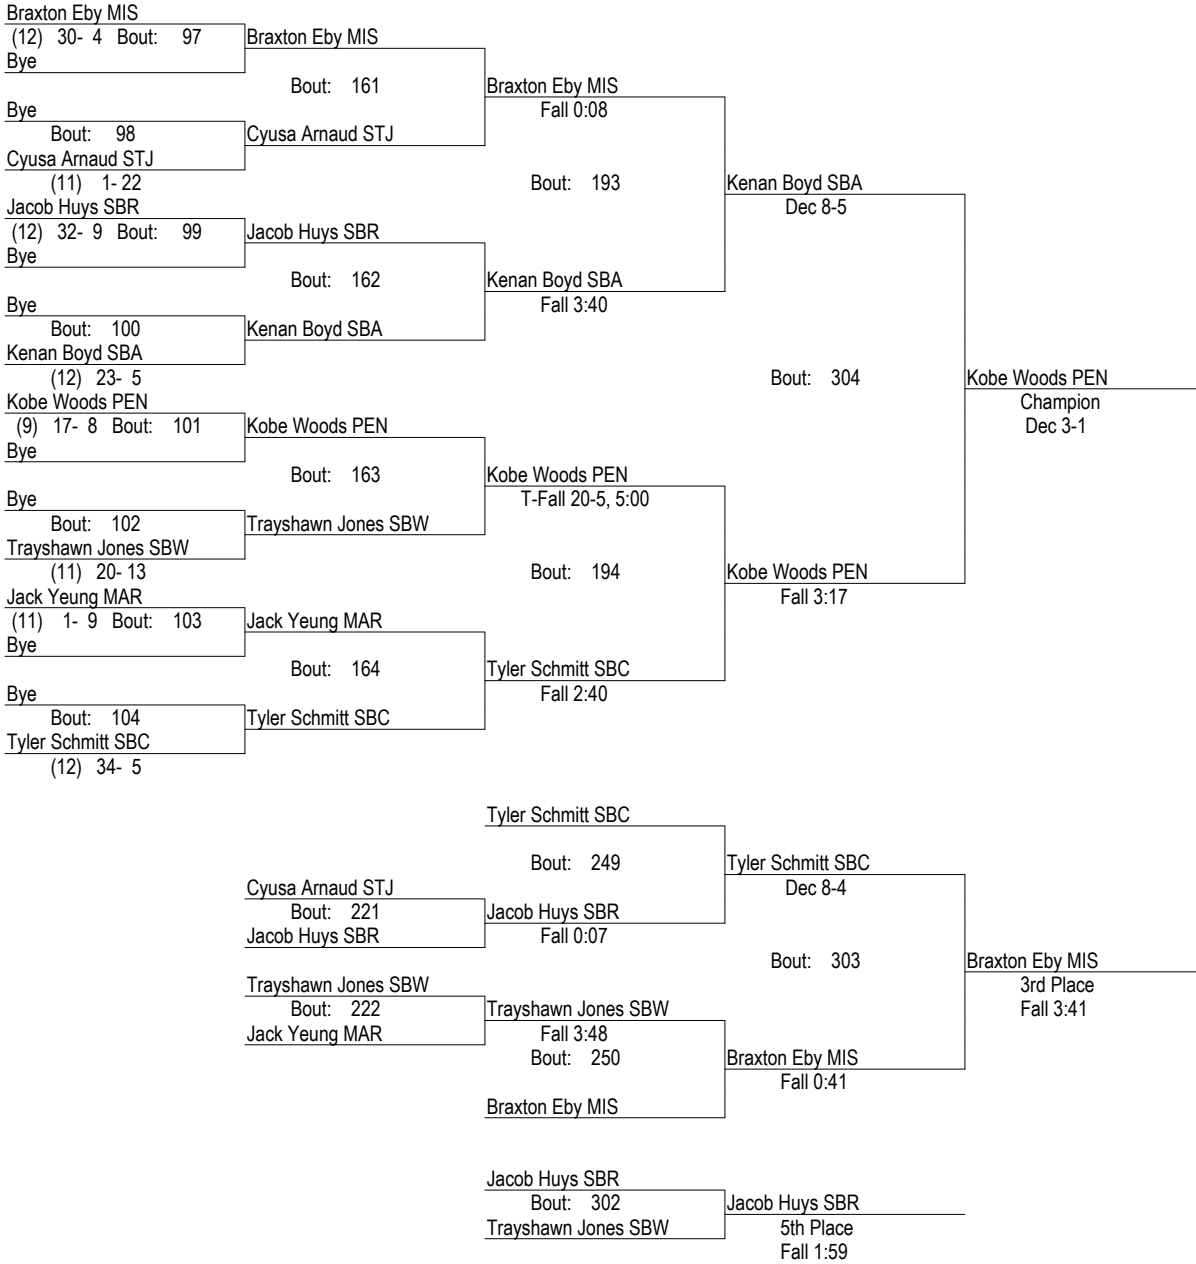 Braxton Eby MIS
(12) 30- 4 Bout: 97 Braxton Eby MIS
Bye
Bout: 161 Braxton Eby MIS
Bye Fall 0:08
Bout: 98 Cyusa Arnaud STJ
Cyusa Arnaud STJ
(11) 1- 22 Bout: 193 Kenan Boyd SBA
Jacob Huys SBR Dec 8-5
(12) 32- 9 Bout: 99 Jacob Huys SBR
Bye
Bout: 162 Kenan Boyd SBA
Bye Fall 3:40
Bout: 100 Kenan Boyd SBA
Kenan Boyd SBA
(12) 23- 5 Bout: 304 Kobe Woods PEN
Kobe Woods PEN Champion
(9) 17- 8 Bout: 101 Kobe Woods PEN Dec 3-1
Bye
Bout: 163 Kobe Woods PEN
Bye T-Fall 20-5, 5:00
Bout: 102 Trayshawn Jones SBW
Trayshawn Jones SBW
(11) 20- 13 Bout: 194 Kobe Woods PEN
Jack Yeung MAR Fall 3:17
(11) 1- 9 Bout: 103 Jack Yeung MAR
Bye
Bout: 164 Tyler Schmitt SBC
Bye Fall 2:40
Bout: 104 Tyler Schmitt SBC
Tyler Schmitt SBC
(12) 34- 5
Tyler Schmitt SBC
Bout: 249 Tyler Schmitt SBC
Cyusa Arnaud STJ Dec 8-4
Bout: 221 Jacob Huys SBR
Jacob Huys SBR Fall 0:07
Bout: 303 Braxton Eby MIS
Trayshawn Jones SBW 3rd Place
Bout: 222 Trayshawn Jones SBW Fall 3:41
Jack Yeung MAR Fall 3:48
Bout: 250 Braxton Eby MIS
Fall 0:41
Braxton Eby MIS
Jacob Huys SBR
Bout: 302 Jacob Huys SBR
Trayshawn Jones SBW 5th Place
Fall 1:59